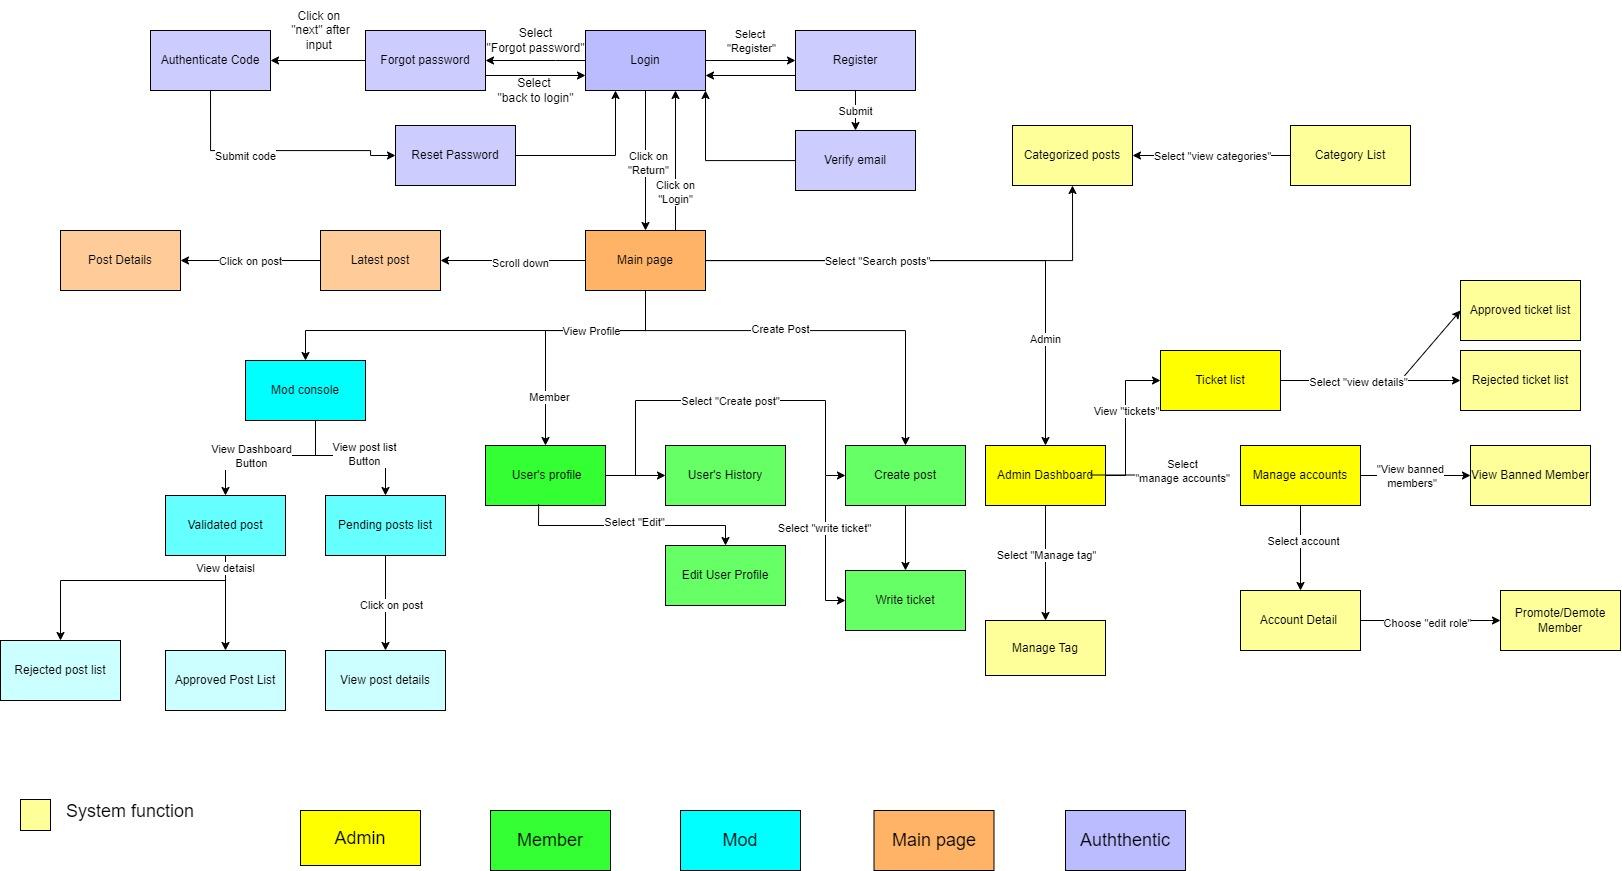 Click on
"next" after
input
Select
"Forgot password"
Select
"Register"
Authenticate Code
Forgot password
Login
Register
Select
"back to login"
Submit
Submit code
Reset Password
Click on
"Return"
Verify email
Categorized posts
Select "view categories"
Category List
Click on
"Login"
Post Details
Click on post
Latest post
Scroll down
Main page
Select "Search posts"
Approved ticket list
View Profile
Create Post
Admin
Mod console
Ticket list
Select "view details"
Rejected ticket list
Member
Select "Create post"
View "tickets"
View Dashboard
Button
View post list
Button
User's profile
User's History
Create post
Admin Dashboard
Select
"manage accounts"
Manage accounts
"View banned
members"
View Banned Member
Validated post
Pending posts list
Select "Edit"
Select "write ticket"
Select account
Select "Manage tag"
View detaisl
Edit User Profile
Click on post
Write ticket
Account Detail
Choose "edit role"
Promote/Demote
Member
Manage Tag
Rejected post list
Approved Post List
View post details
System function
Admin
Member
Mod
Main page
Auththentic